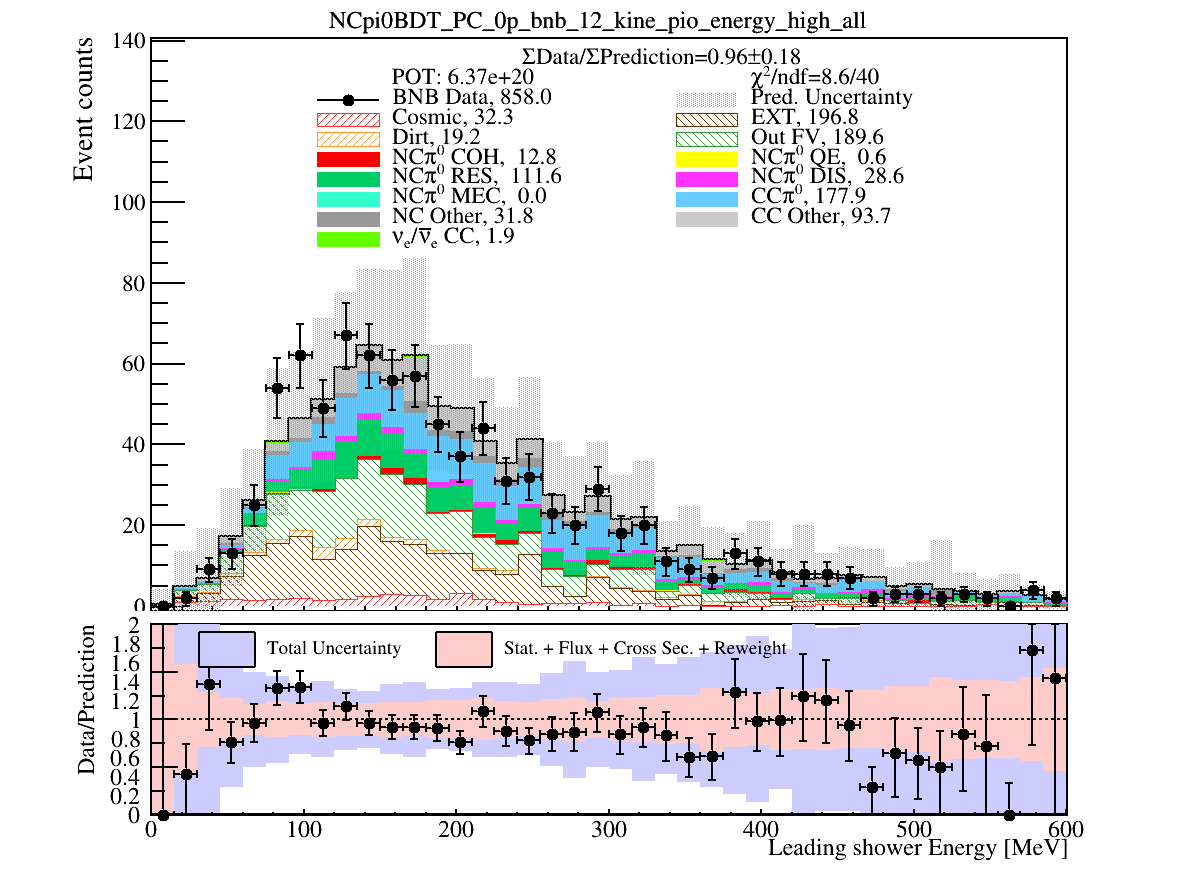 NCpi0BDT_PC_0p_bnb_12_kine_pio_energy_high_all
ΣData/ΣPrediction=0.96±0.18
POT: 6.37e+20
χ²/ndf=8.6/40
BNB Data, 858.0
Pred. Uncertainty
Cosmic, 32.3
EXT, 196.8
Dirt, 19.2
Out FV, 189.6
NCπ⁰ COH, 12.8
NCπ⁰ QE, 0.6
NCπ⁰ RES, 111.6
NCπ⁰ DIS, 28.6
NCπ⁰ MEC, 0.0
CCπ⁰, 177.9
NC Other, 31.8
CC Other, 93.7
νₑ/ν̅ₑ CC, 1.9
Event counts
140
120
100
80
60
40
20
0
Total Uncertainty
Stat. + Flux + Cross Sec. + Reweight
Data/Prediction
2
1.8
1.6
1.4
1.2
1
0.8
0.6
0.4
0.2
0
0 100 200 300 400 500 600
Leading shower Energy [MeV]